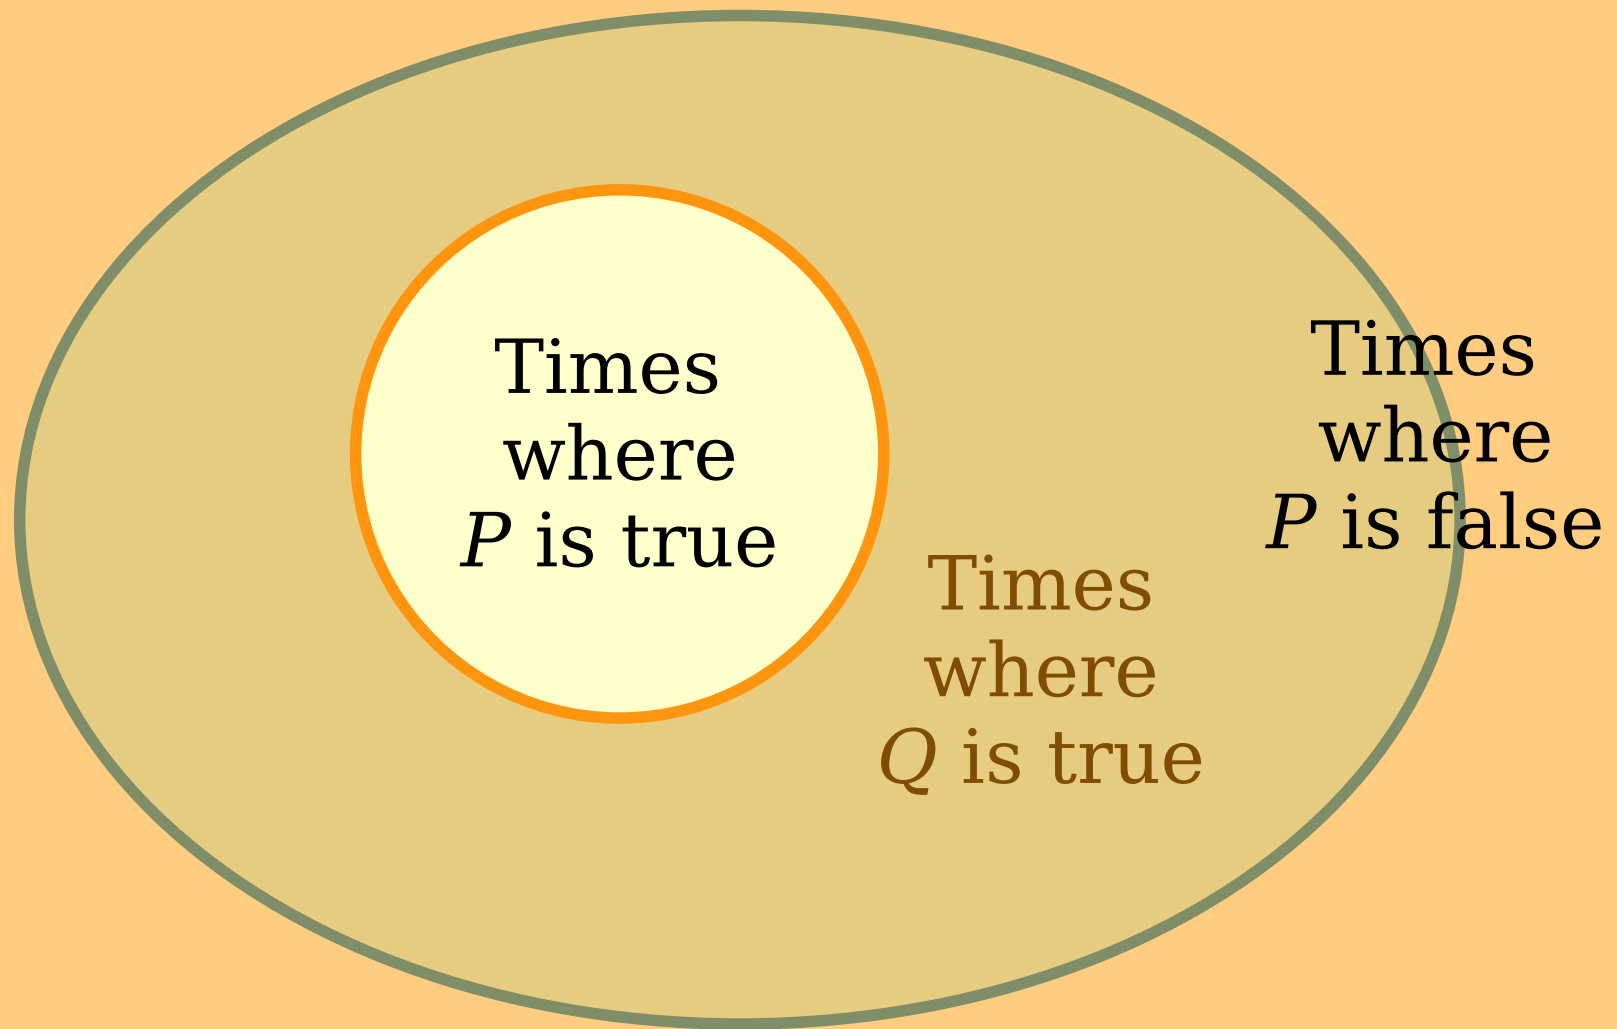 Times
where
P is true
Times
where
P is false
Times
where
Q is true